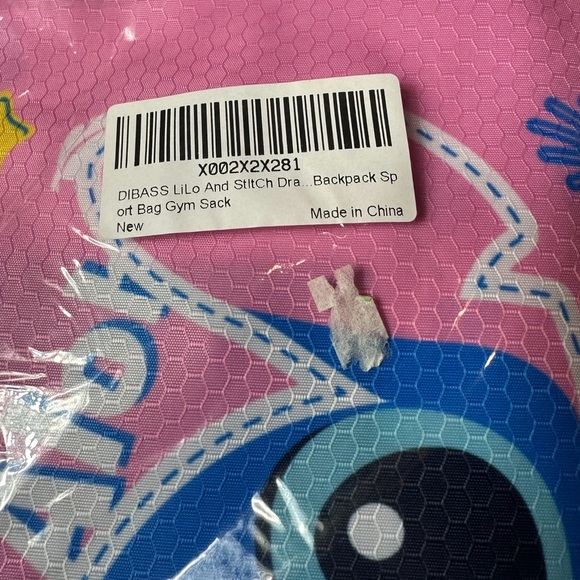 X002X2X281
DIBASS LiLo And StItCh Dra...Backpack Sp
ort Bag Gym Sack
New Made in China